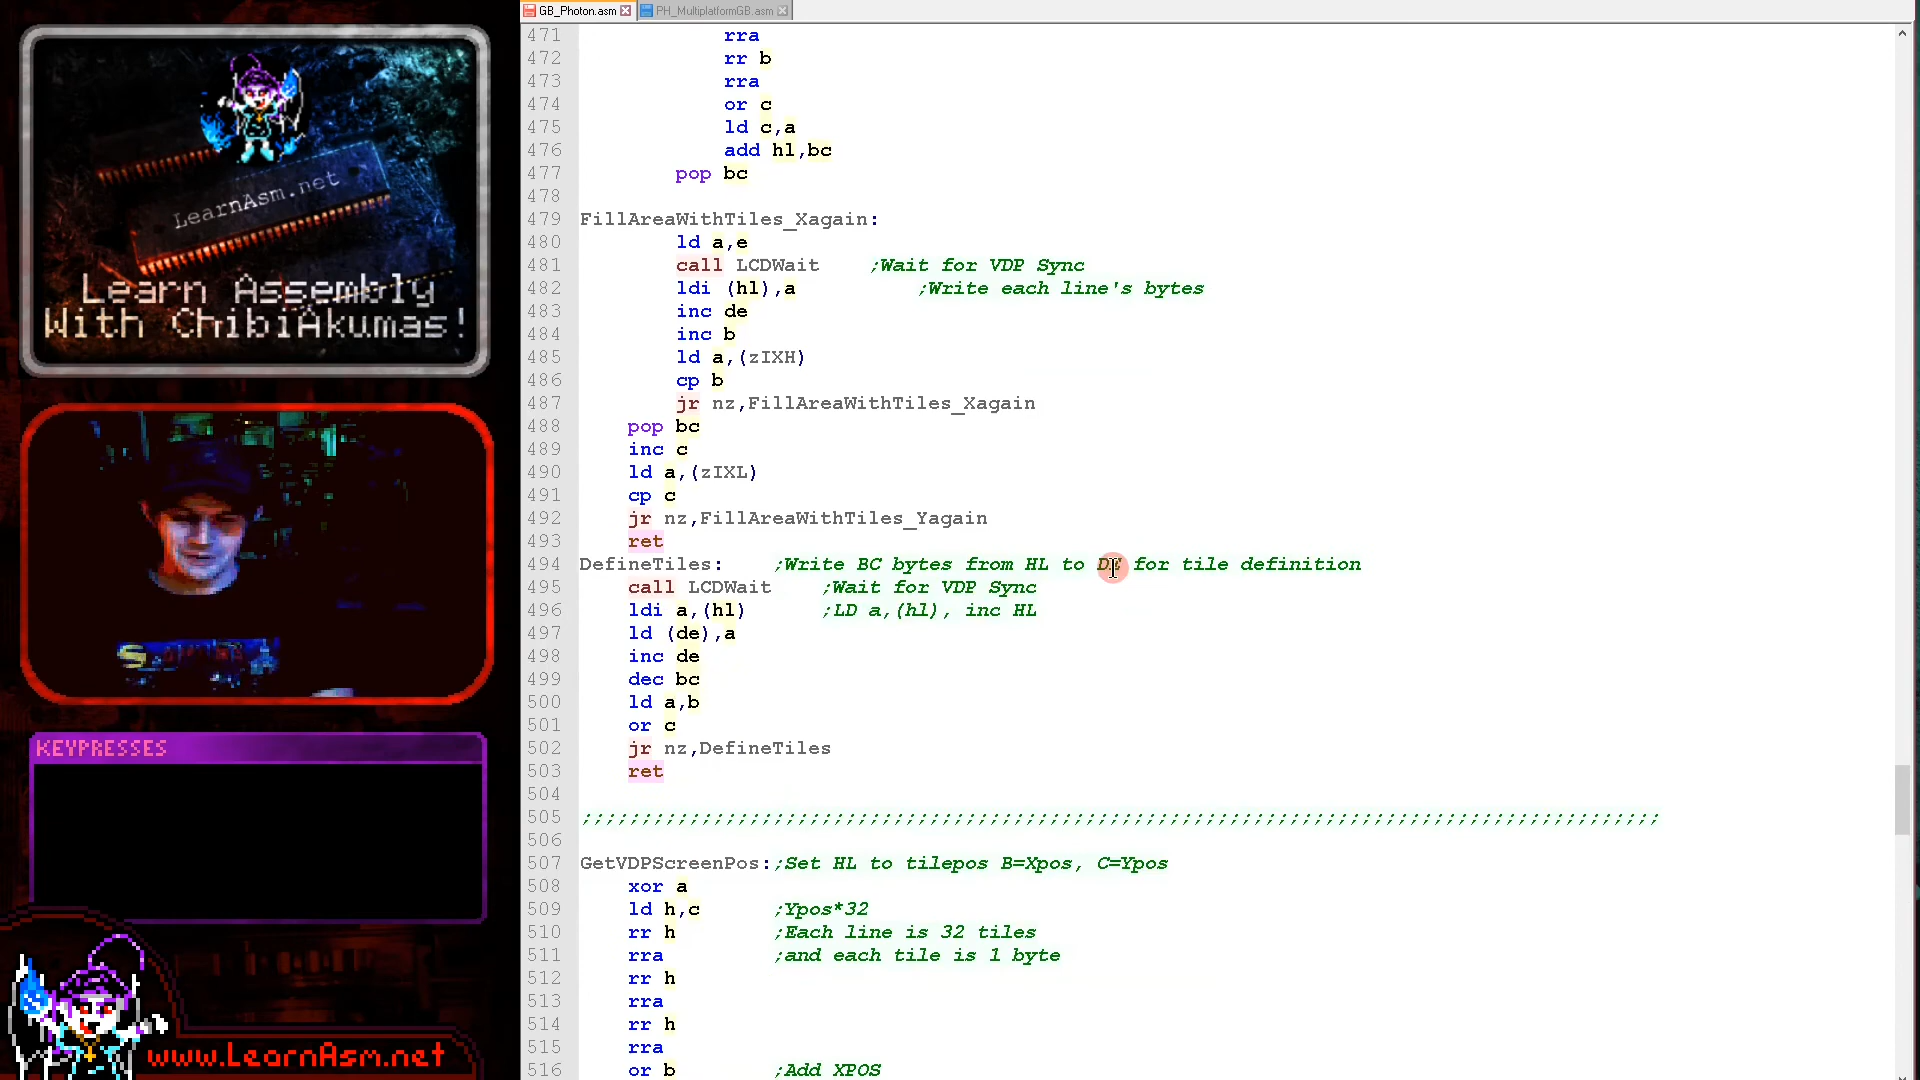 GB_Photon.asm
PH_MultiplatformGB.asm
LearnAsm.net
Learn Assembly
With ChibiAkumas!
KEYPRESSES
www.LearnAsm.net
471 rra
472 rr b
473 rra
474 or c
475 ld c,a
476 add hl,bc
477 pop bc
478
479 FillAreaWithTiles_Xagain:
480 ld a,e
481 call LCDWait ;Wait for VDP Sync
482 ldi (hl),a ;Write each line's bytes
483 inc de
484 inc b
485 ld a,(zIXH)
486 cp b
487 jr nz,FillAreaWithTiles_Xagain
488 pop bc
489 inc c
490 ld a,(zIXL)
491 cp c
492 jr nz,FillAreaWithTiles_Yagain
493 ret
494 DefineTiles: ;Write BC bytes from HL to DE for tile definition
495 call LCDWait ;Wait for VDP Sync
496 ldi a,(hl) ;LD a,(hl), inc HL
497 ld (de),a
498 inc de
499 dec bc
500 ld a,b
501 or c
502 jr nz,DefineTiles
503 ret
504
505 ;;;;;;;;;;;;;;;;;;;;;;;;;;;;;;;;;;;;;;;;;;;;;;;;;;;;;;;;;;;;;;;;;;;;;;;;;;;;;;;;;;;;;;;;;;
506
507 GetVDPScreenPos:;Set HL to tilepos B=Xpos, C=Ypos
508 xor a
509 ld h,c ;Ypos*32
510 rr h ;Each line is 32 tiles
511 rra ;and each tile is 1 byte
512 rr h
513 rra
514 rr h
515 rra
516 or b ;Add XPOS